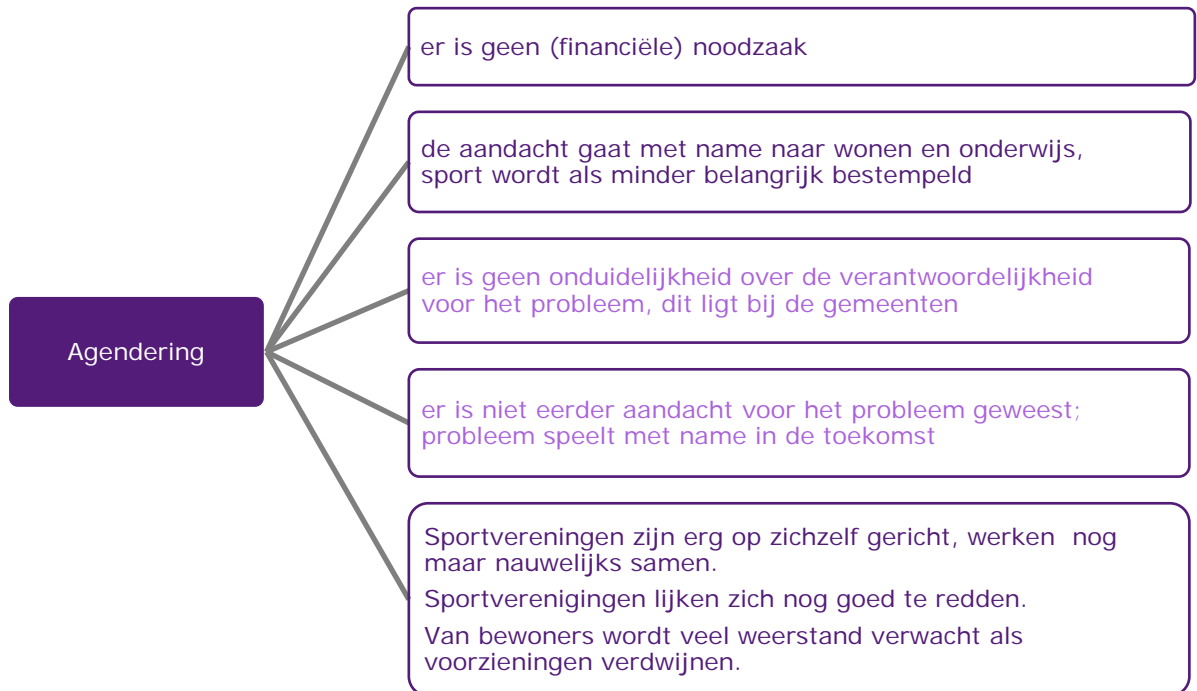 er is geen (financiële) noodzaak
de aandacht gaat met name naar wonen en onderwijs,
sport wordt als minder belangrijk bestempeld
er is geen onduidelijkheid over de verantwoordelijkheid
voor het probleem, dit ligt bij de gemeenten
Agendering
er is niet eerder aandacht voor het probleem geweest;
probleem speelt met name in de toekomst
Sportvereningen zijn erg op zichzelf gericht, werken nog
maar nauwelijks samen.
Sportverenigingen lijken zich nog goed te redden.
Van bewoners wordt veel weerstand verwacht als
voorzieningen verdwijnen.